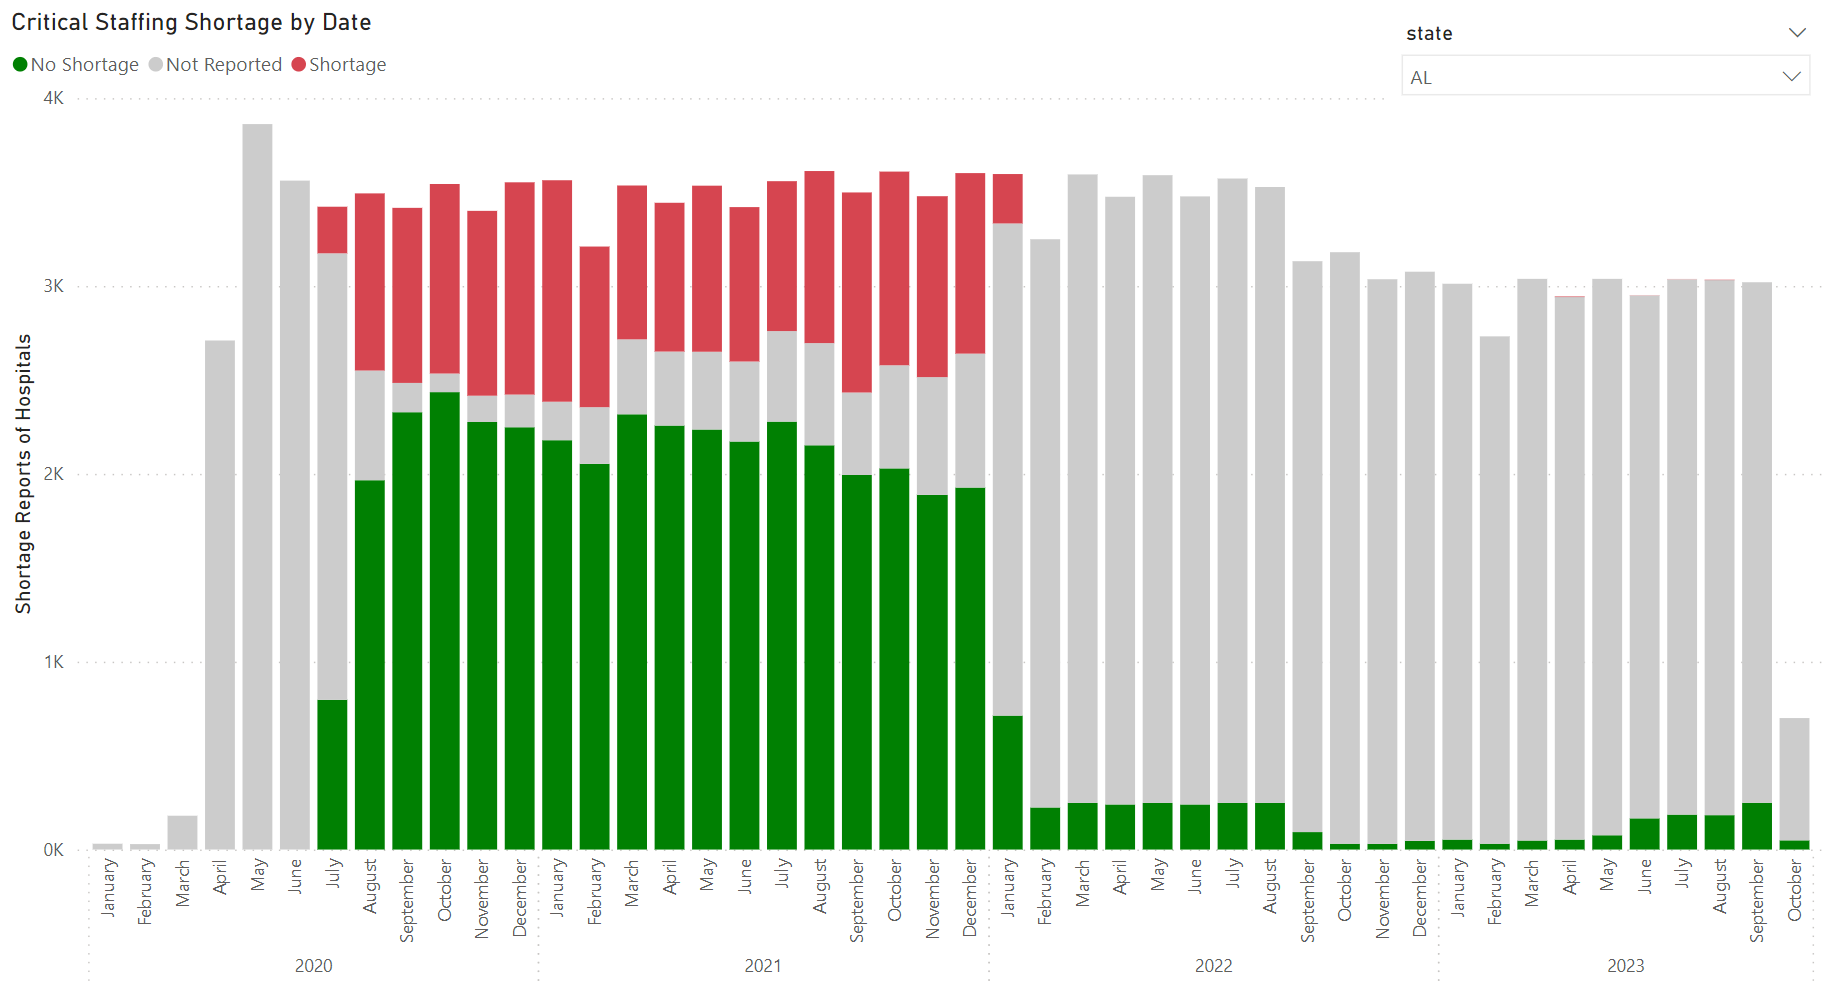 Critical Staffing Shortage by Date
No Shortage Not Reported Shortage
state
AL
4K
3K
2K
1K
0K
Shortage Reports of Hospitals
January February March April May June July August September October November December January February March April May June July August September October November December January February March April May June July August September October November December January February March April May June July August September October
2020 2021 2022 2023